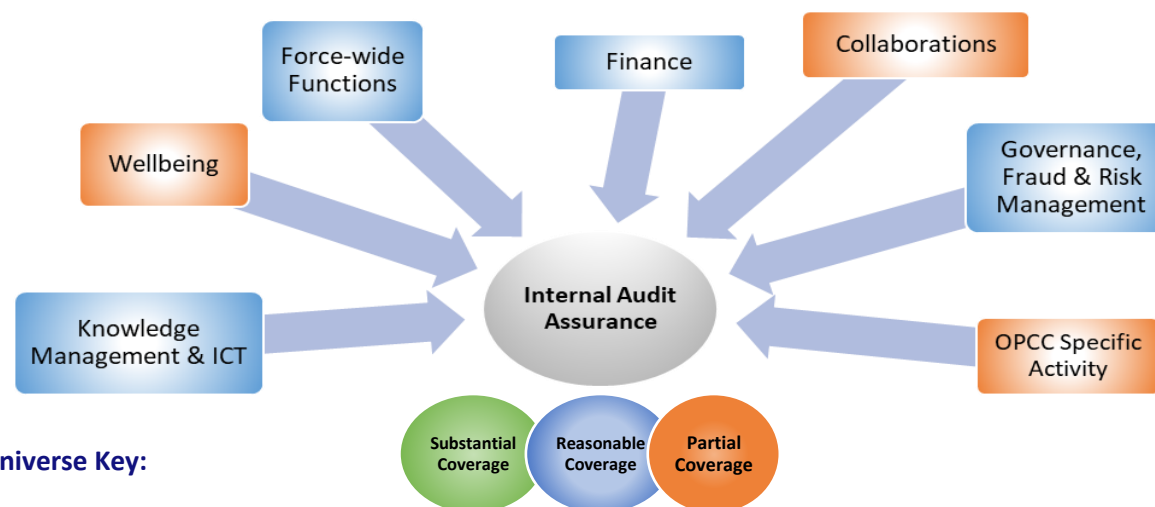 Force-wide
Functions
Finance
Collaborations
Wellbeing
Governance,
Fraud & Risk
Management
Internal Audit
Assurance
Knowledge
Management & ICT
OPCC Specific
Activity
Substantial
Coverage
Reasonable
Coverage
Partial
Coverage
niverse Key: